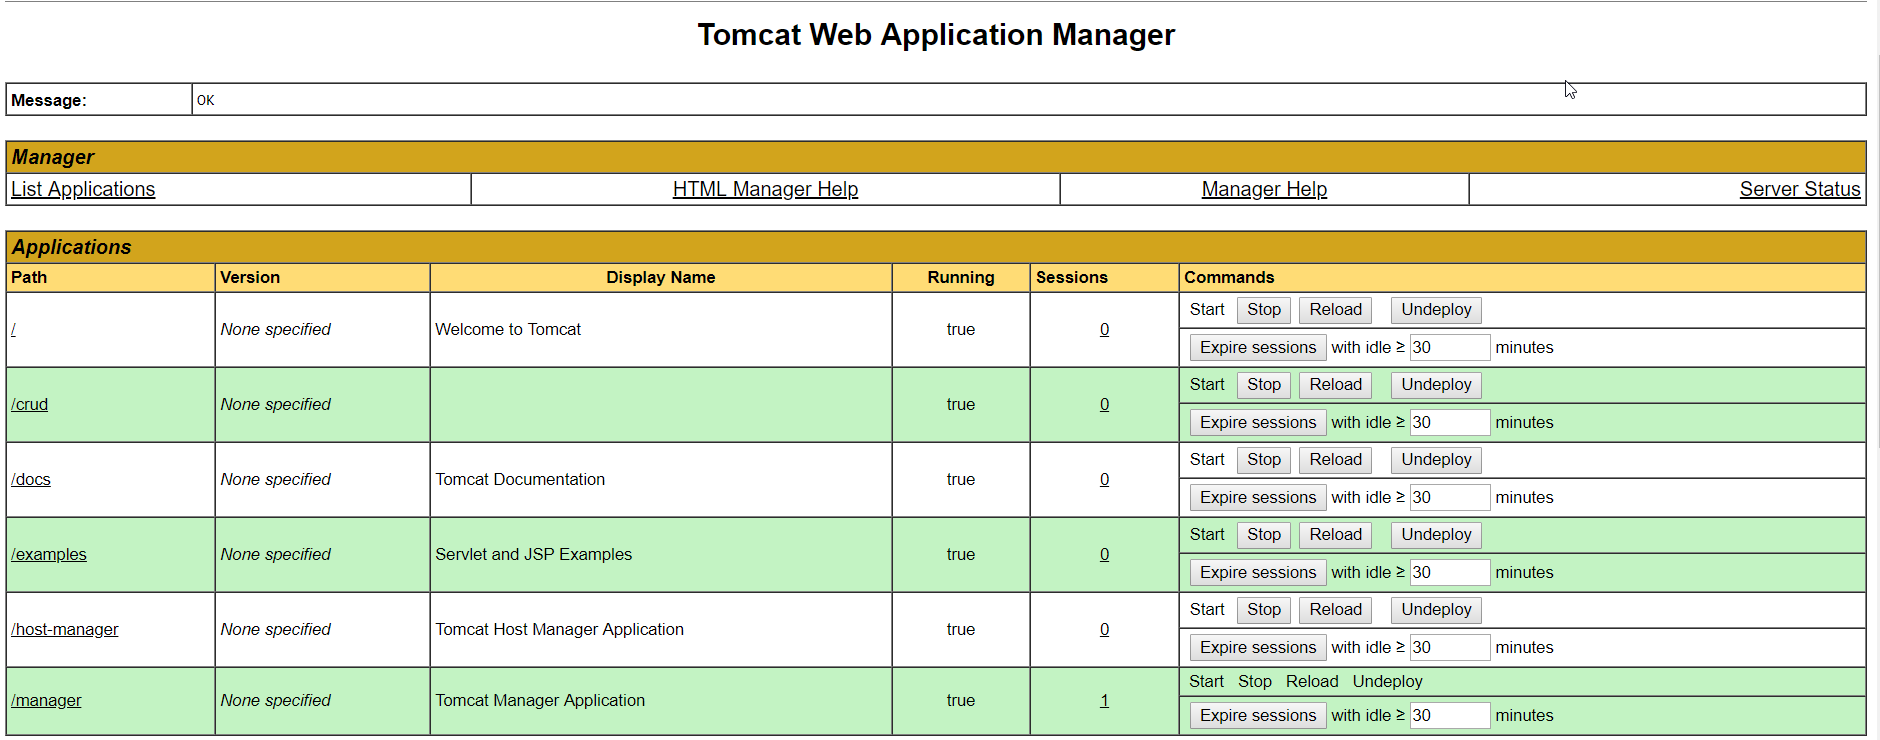 Tomcat Web Application Manager
Message: OK
Manager
List Applications HTML Manager Help Manager Help Server Status
Applications
Path Version Display Name Running Sessions Commands
Start Stop Reload Undeploy
/ None specified Welcome to Tomcat true 0
Expire sessions with idle ≥ 30 minutes
Start Stop Reload Undeploy
/crud None specified true 0
Expire sessions with idle ≥ 30 minutes
Start Stop Reload Undeploy
/docs None specified Tomcat Documentation true 0
Expire sessions with idle ≥ 30 minutes
Start Stop Reload Undeploy
/examples None specified Servlet and JSP Examples true 0
Expire sessions with idle ≥ 30 minutes
Start Stop Reload Undeploy
/host-manager None specified Tomcat Host Manager Application true 0
Expire sessions with idle ≥ 30 minutes
Start Stop Reload Undeploy
/manager None specified Tomcat Manager Application true 1
Expire sessions with idle ≥ 30 minutes